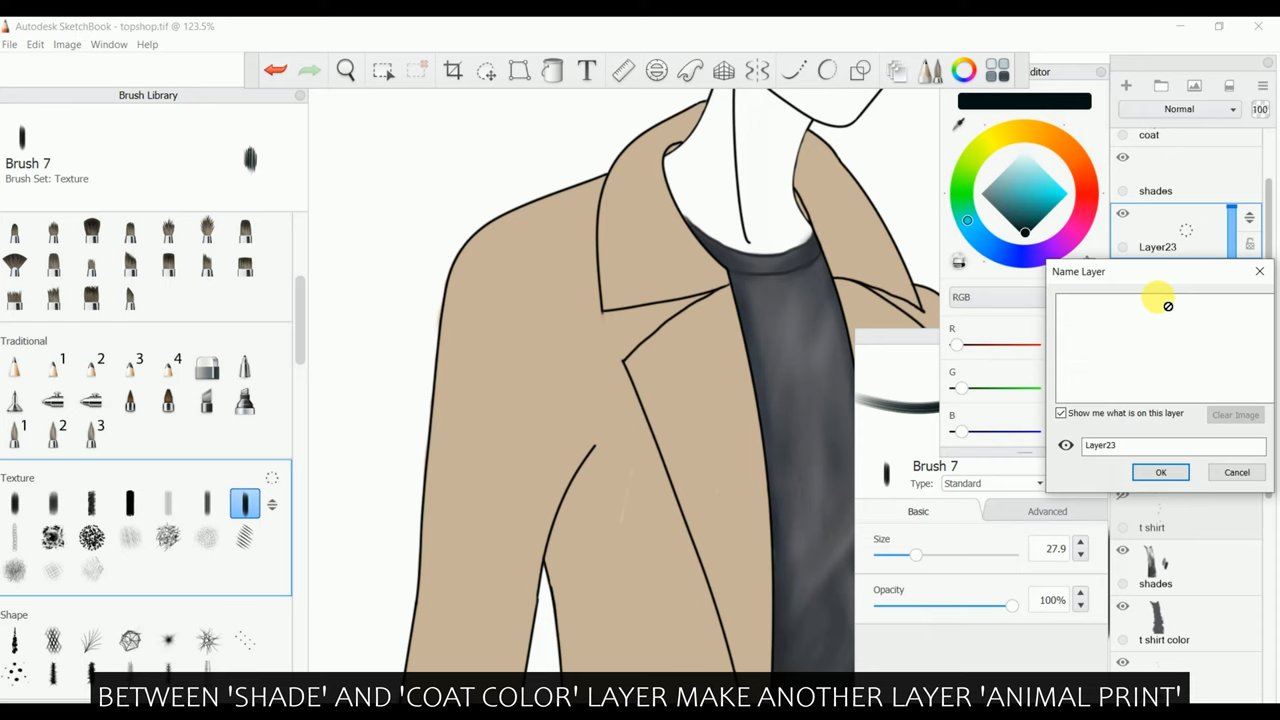 Autodesk SketchBook - topshop.tif @ 123.5%
File Edit Image Window Help
Brush Library
Editor
Brush 7
Brush Set: Texture
Normal
100
coat
shades
Layer23
Name Layer
RGB
R
G
B
Show me what is on this layer
Clear Image
Layer23
OK
Cancel
Traditional
1 2 3 4
1 2 3
Texture
Brush 7
Type: Standard
Basic
Advanced
Size
27.9
Opacity
100%
t shirt
shades
t shirt color
Shape
BETWEEN 'SHADE' AND 'COAT COLOR' LAYER MAKE ANOTHER LAYER 'ANIMAL PRINT'